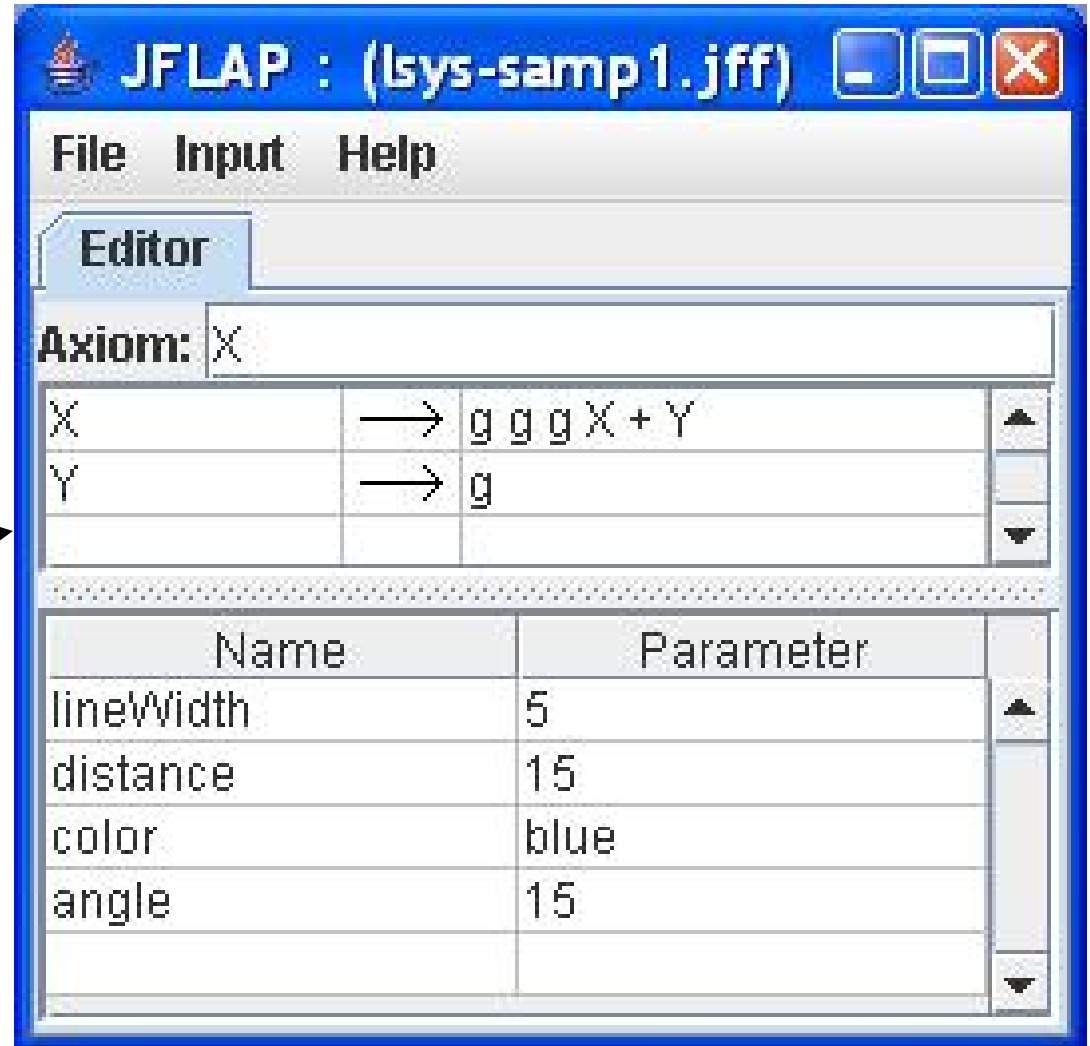 JFLAP : (lsys-samp1.jff)
File Input Help
Editor
Axiom: X
X → g g g X + Y
Y → g
Name Parameter
lineWidth 5
distance 15
color blue
angle 15